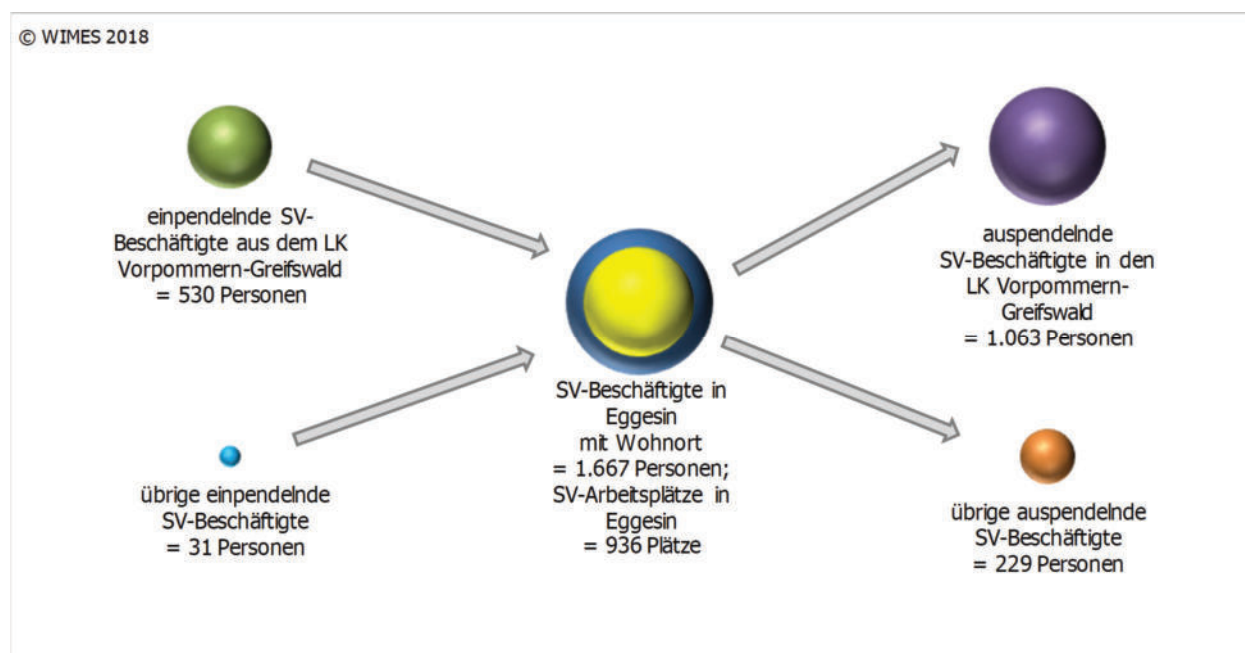 © WIMES 2018
einpendelnde SV-
Beschäftigte aus dem LK
Vorpommern-Greifswald
= 530 Personen
übrige einpendelnde
SV-Beschäftigte
= 31 Personen
SV-Beschäftigte in
Eggesin
mit Wohnort
= 1.667 Personen;
SV-Arbeitsplätze in
Eggesin
= 936 Plätze
auspendelnde
SV-Beschäftigte in den
LK Vorpommern-
Greifswald
= 1.063 Personen
übrige auspendelnde
SV-Beschäftigte
= 229 Personen